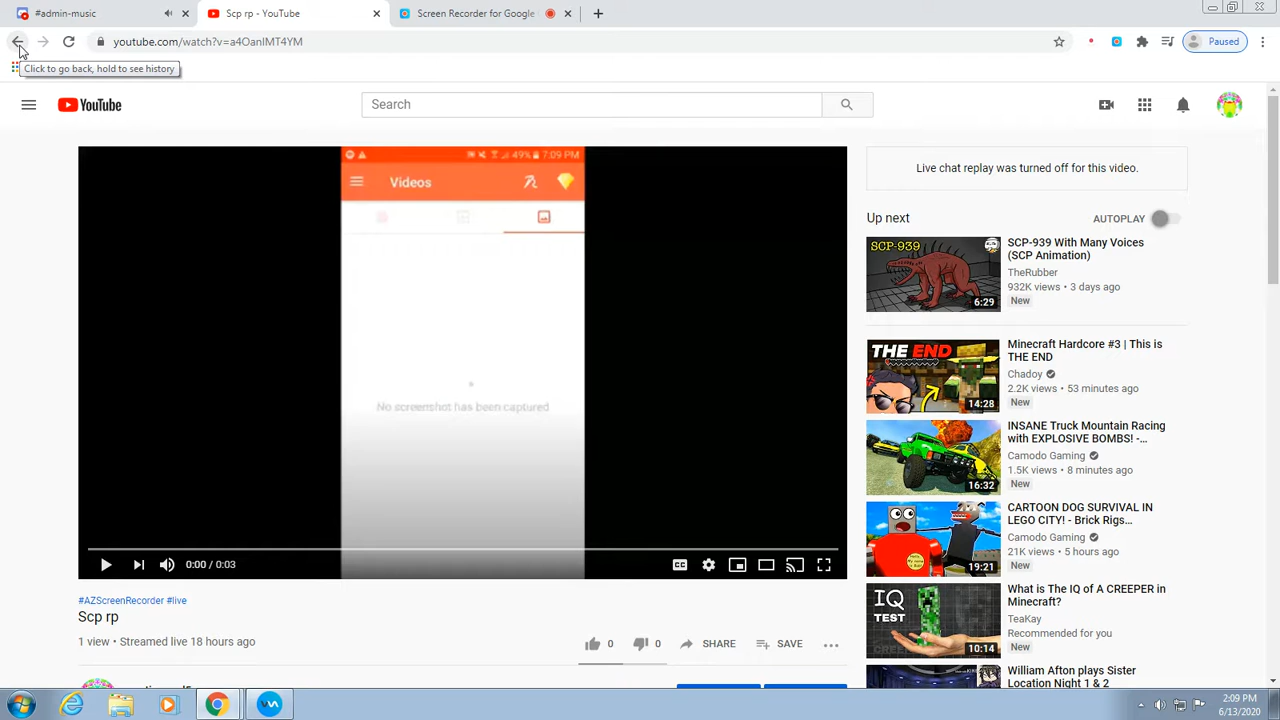 #admin-music
Scp rp - YouTube
Screen Recorder for Google
youtube.com/watch?v=a4OanIMT4YM
Paused
Click to go back, hold to see history
YouTube
Search
49% 7:09 PM
Videos
No screenshot has been captured
0:00 / 0:03
CC
#AZScreenRecorder #live
Scp rp
1 view • Streamed live 18 hours ago
0
0
SHARE
SAVE
Live chat replay was turned off for this video.
Up next
AUTOPLAY
SCP-939
6:29
SCP-939 With Many Voices
(SCP Animation)
TheRubber
932K views • 3 days ago
New
THE END
14:28
Minecraft Hardcore #3 | This is
THE END
Chadoy
2.2K views • 53 minutes ago
New
16:32
INSANE Truck Mountain Racing
with EXPLOSIVE BOMBS! -...
Camodo Gaming
1.5K views • 8 minutes ago
New
19:21
CARTOON DOG SURVIVAL IN
LEGO CITY! - Brick Rigs...
Camodo Gaming
21K views • 5 hours ago
New
IQ
TEST
10:14
What is The IQ of A CREEPER in
Minecraft?
TeaKay
Recommended for you
New
William Afton plays Sister
Location Night 1 & 2
2:09 PM
6/13/2020